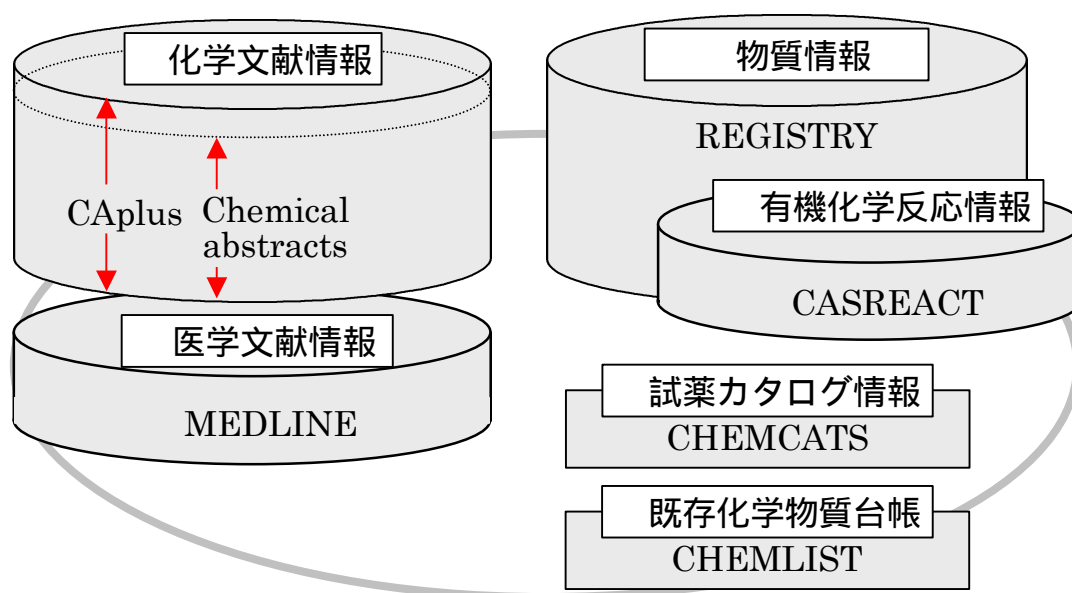 化学文献情報
CAplus
Chemical
abstracts
医学文献情報
MEDLINE
物質情報
REGISTRY
有機化学反応情報
CASREACT
試薬カタログ情報
CHEMCATS
既存化学物質台帳
CHEMLIST